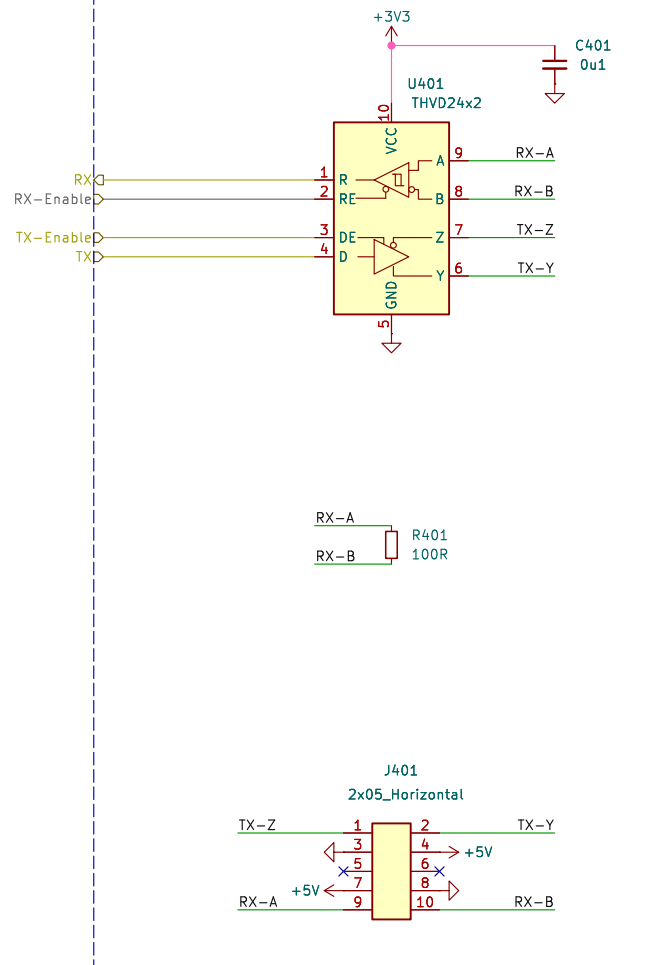 +3V3
C401
0u1
U401
THVD24x2
10
VCC
RX
1
R
A
9
RX-A
RX-Enable
2
RE
B
8
RX-B
TX-Enable
3
DE
Z
7
TX-Z
TX
4
D
Y
6
TX-Y
GND
5
RX-A
R401
100R
RX-B
J401
2x05_Horizontal
TX-Z
1
2
TX-Y
3
4
+5V
5
6
+5V
7
8
RX-A
9
10
RX-B